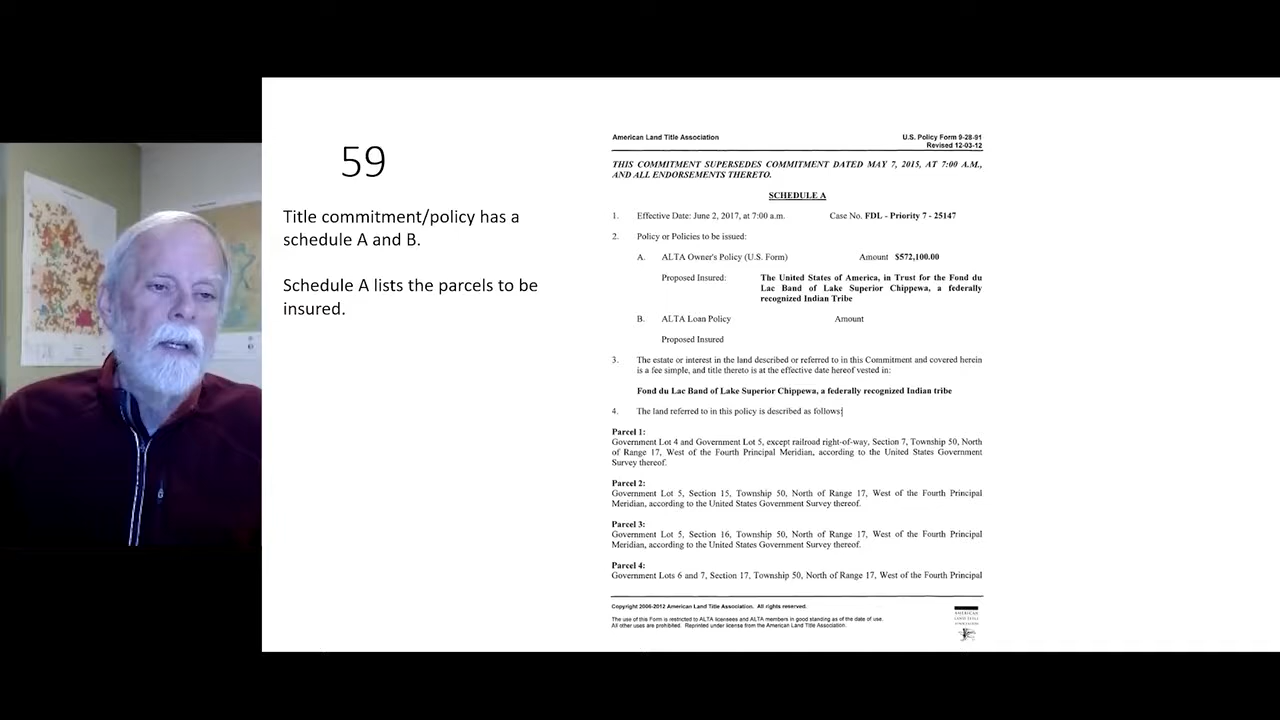 59
Title commitment/policy has a
schedule A and B.
Schedule A lists the parcels to be
insured.
American Land Title Association
U.S. Policy Form 9-28-91
Revised 12-03-12
THIS COMMITMENT SUPERSEDES COMMITMENT DATED MAY 7, 2015, AT 7:00 A.M.,
AND ALL ENDORSEMENTS THERETO.
SCHEDULE A
1. Effective Date: June 2, 2017, at 7:00 a.m. Case No. FDL - Priority 7 - 25147
2. Policy or Policies to be issued:
A. ALTA Owner's Policy (U.S. Form) Amount $572,100.00
Proposed Insured: The United States of America, in Trust for the Fond du
Lac Band of Lake Superior Chippewa, a federally
recognized Indian Tribe
B. ALTA Loan Policy Amount
Proposed Insured
3. The estate or interest in the land described or referred to in this Commitment and covered herein
is a fee simple, and title thereto is at the effective date hereof vested in:
Fond du Lac Band of Lake Superior Chippewa, a federally recognized Indian tribe
4. The land referred to in this policy is described as follows:
Parcel 1:
Government Lot 4 and Government Lot 5, except railroad right-of-way, Section 7, Township 50, North
of Range 17, West of the Fourth Principal Meridian, according to the United States Government
Survey thereof.
Parcel 2:
Government Lot 5, Section 15, Township 50, North of Range 17, West of the Fourth Principal
Meridian, according to the United States Government Survey thereof.
Parcel 3:
Government Lot 5, Section 16, Township 50, North of Range 17, West of the Fourth Principal
Meridian, according to the United States Government Survey thereof.
Parcel 4:
Government Lots 6 and 7, Section 17, Township 50, North of Range 17, West of the Fourth Principal
Copyright 2006-2012 American Land Title Association. All rights reserved.
The use of this Form is restricted to ALTA licensees and ALTA members in good standing as of the date of use.
All other uses are prohibited. Reprinted under license from the American Land Title Association.
AMERICAN
LAND TITLE
ASSOCIATION